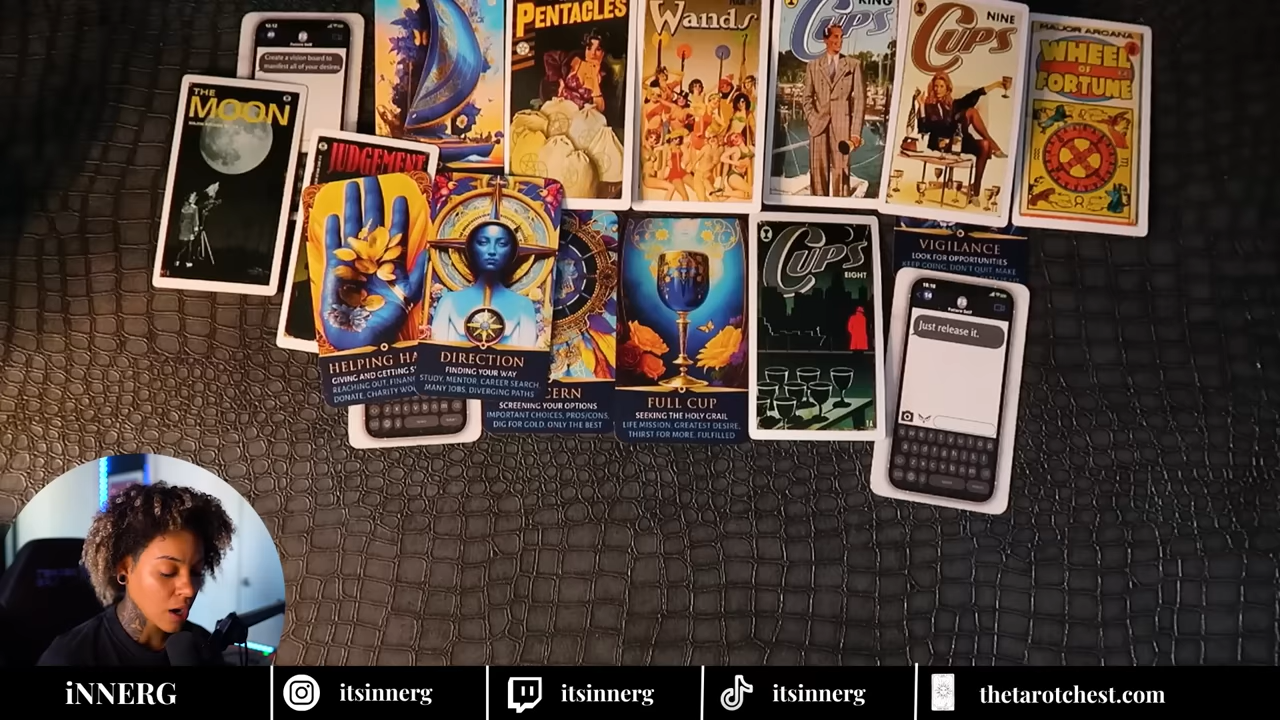 Create a vision board to
manifest all of your desires.
THE
MOON
JUDGEMENT
PENTACLES
Wands
KING
Cups
NINE
Cups
MAJOR ARCANA
WHEEL
OF
FORTUNE
HELPING HA
GIVING AND GETTING S
REACHING OUT, FINAN
DONATE, CHARITY WO
DIRECTION
FINDING YOUR WAY
STUDY, MENTOR, CAREER SEARCH,
MANY JOBS, DIVERGING PATHS
CERN
SCREENING YOUR OPTIONS
IMPORTANT CHOICES, PROS/CONS,
DIG FOR GOLD, ONLY THE BEST
FULL CUP
SEEKING THE HOLY GRAIL
LIFE MISSION, GREATEST DESIRE,
THIRST FOR MORE, FULFILLED
Cups
EIGHT
VIGILANCE
LOOK FOR OPPORTUNITIES
KEEP GOING, DON'T QUIT, MAKE
Future Self
Just release it.
iNNERG
itsinnerg
itsinnerg
itsinnerg
thetarotchest.com